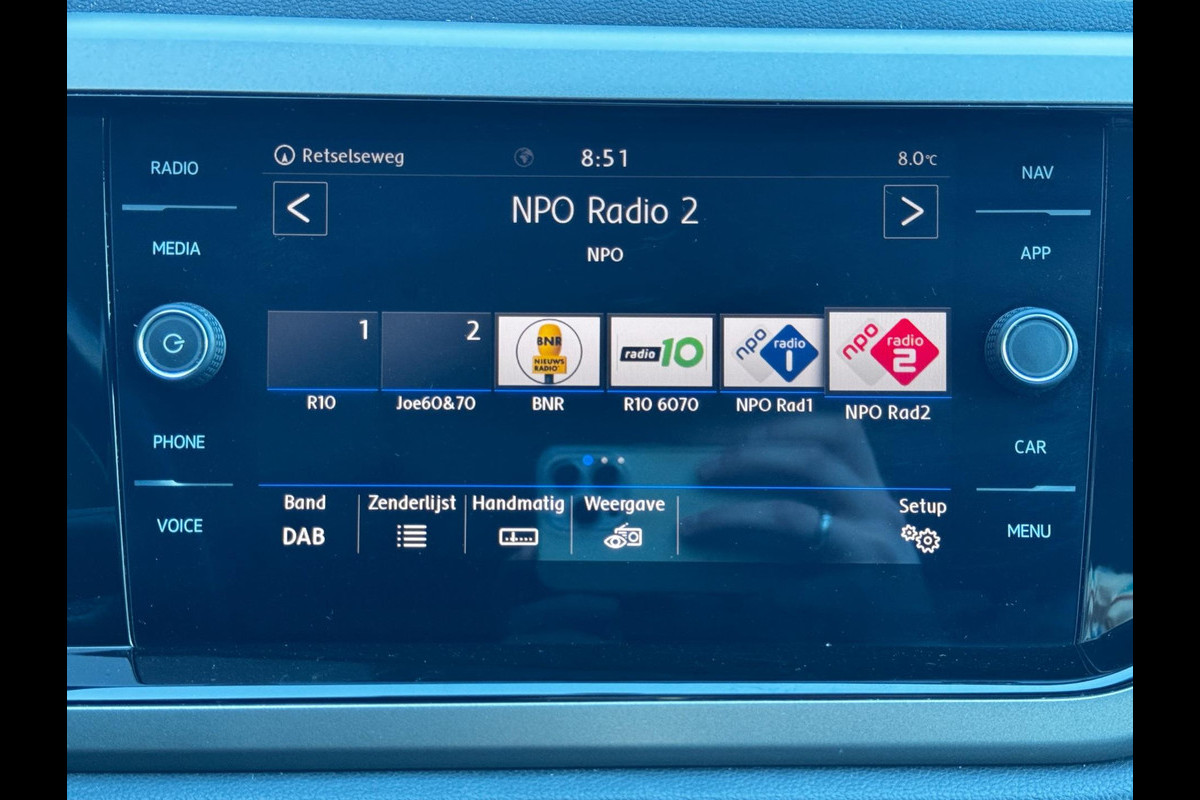 RADIO
MEDIA
PHONE
VOICE
Retselseweg 8:51 8.0°C
< NPO Radio 2 >
NPO
1 2 BNR NIEUWS RADIO radio 10 npo radio 1 npo radio 2
R10 Joe60&70 BNR R10 6070 NPO Rad1 NPO Rad2
Band Zenderlijst Handmatig Weergave Setup
DAB
NAV
APP
CAR
MENU